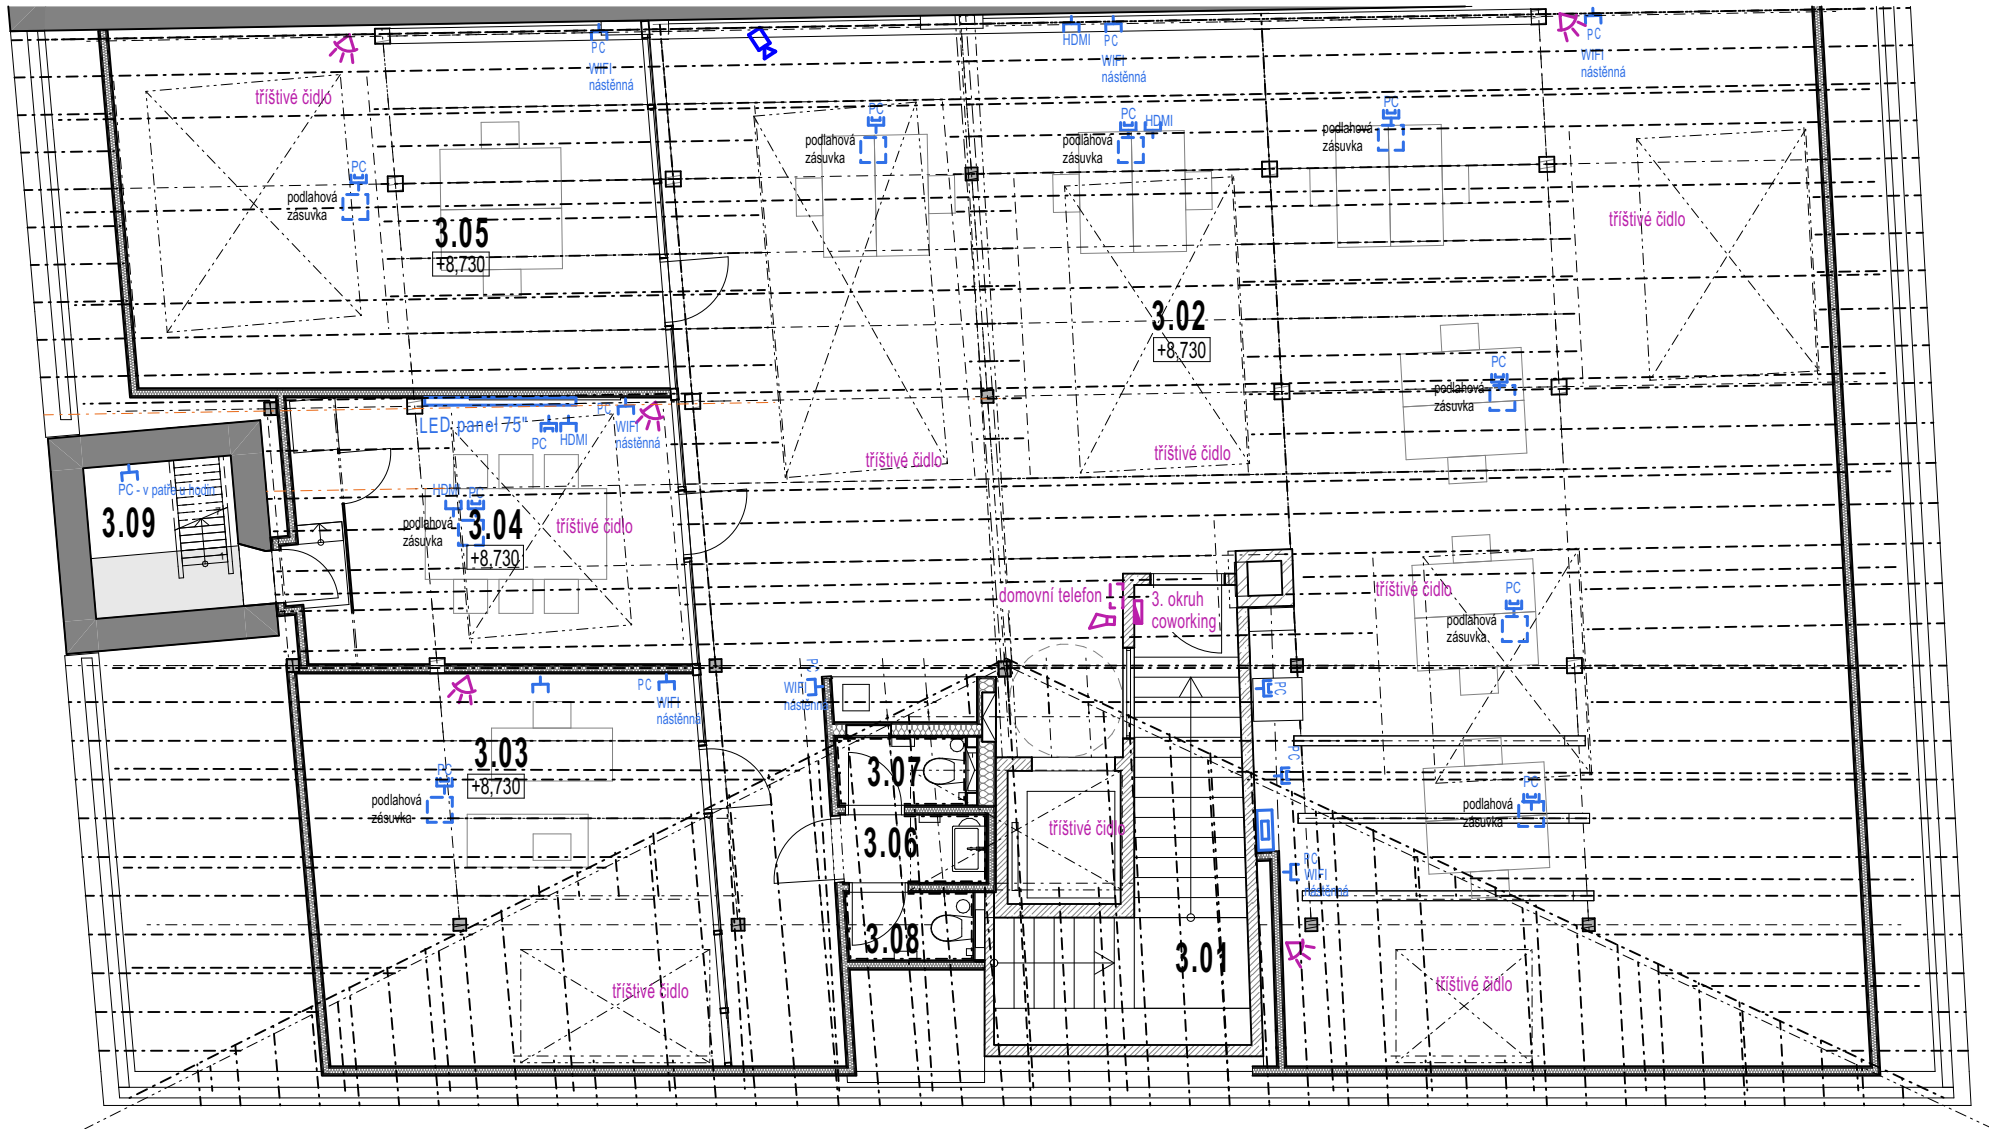 PC
WIFI
nástěnná
HDMI
PC
WIFI
nástěnná
PC
WIFI
nástěnná
tříštivé čidlo
PC
podlahová
zásuvka
PC
HDMI
podlahová
zásuvka
PC
podlahová
zásuvka
PC
podlahová
zásuvka
3.05
+8,730
tříštivé čidlo
3.02
+8,730
PC
podlahová
zásuvka
LED panel 75"
PC
HDMI
PC
WIFI
nástěnná
tříštivé čidlo
tříštivé čidlo
PC - v patře u hodin
3.09
HDMI
PC
podlahová
zásuvka
3.04
+8,730
tříštivé čidlo
domovní telefon
3. okruh
coworking
tříštivé čidlo
PC
podlahová
zásuvka
PC
WIFI
nástěnná
PC
WIFI
nástěnná
PC
3.03
+8,730
PC
podlahová
zásuvka
3.07
PC
PC
podlahová
zásuvka
3.06
tříštivé čidlo
PC
WIFI
nástěnná
3.08
3.01
tříštivé čidlo
tříštivé čidlo